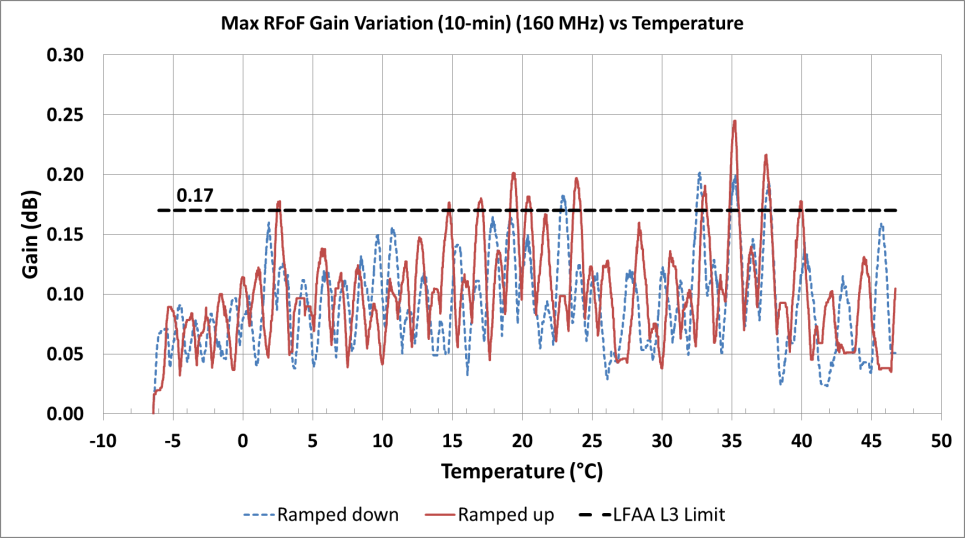 Max RFoF Gain Variation (10-min) (160 MHz) vs Temperature
0.30
0.25
0.20
0.15
0.10
0.05
0.00
Gain (dB)
0.17
-10 -5 0 5 10 15 20 25 30 35 40 45 50
Temperature (°C)
Ramped down Ramped up LFAA L3 Limit